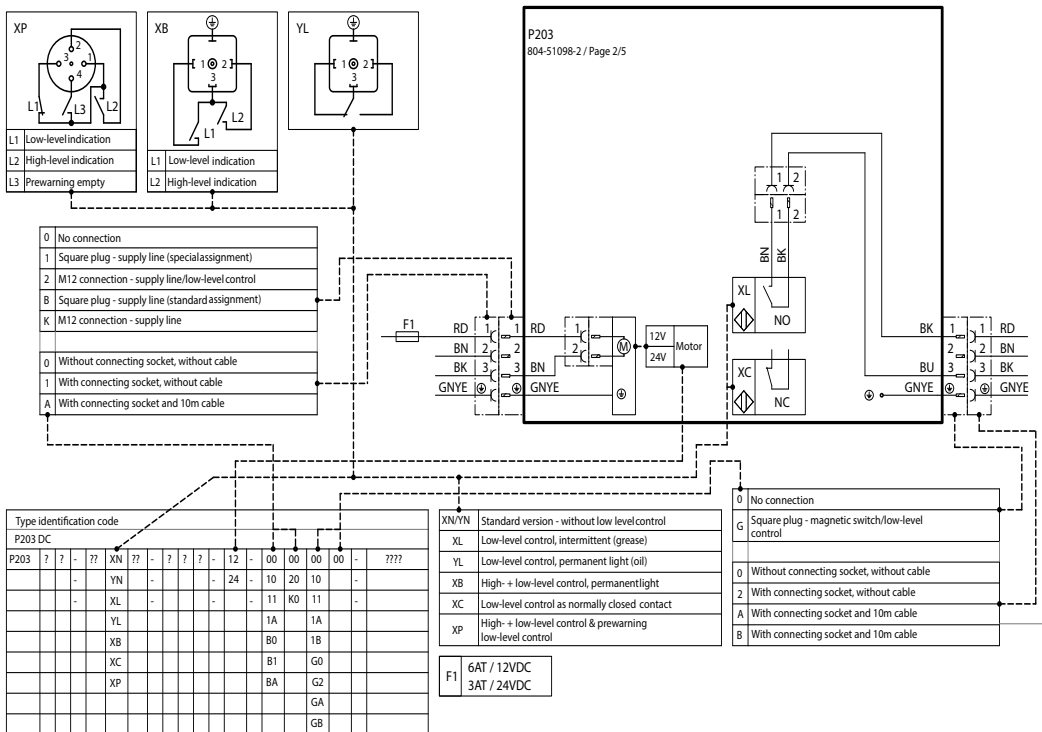 XP
2
3
1
4
L1
L3
L2
L1 Low-level indication
L2 High-level indication
L3 Prewarning empty
XB
1 2
3
L2
L1
L1 Low-level indication
L2 High-level indication
YL
1 2
3
P203
804-51098-2 / Page 2/5
1 2
1 2
BN BK
XL
NO
XC
NC
0 No connection
1 Square plug - supply line (special assignment)
2 M12 connection - supply line/low-level control
B Square plug - supply line (standard assignment)
K M12 connection - supply line
0 Without connecting socket, without cable
1 With connecting socket, without cable
A With connecting socket and 10m cable
F1
RD 1 1 RD 1 1
BN 2 2 2 2
BK 3 3 BN
GNYE GNYE
M
12V
24V
Motor
BK 1 1 RD
2 2 BN
BU 3 3 BK
GNYE GNYE
Type identification code
P203 DC
P203 ? ? - ?? XN ?? - ? ? ? - 12 - 00 00 00 00 - ????
- YN - - 24 - 10 20 10 -
- XL - - - 11 K0 11 -
YL 1A 1A
XB B0 1B
XC B1 G0
XP BA G2
GA
GB
XN/YN Standard version - without low level control
XL Low-level control, intermittent (grease)
YL Low-level control, permanent light (oil)
XB High- + low-level control, permanentlight
XC Low-level control as normally closed contact
XP High- + low-level control & prewarning
low-level control
F1 6AT / 12VDC
3AT / 24VDC
0 No connection
G Square plug - magnetic switch/low-level
control
0 Without connecting socket, without cable
2 With connecting socket, without cable
A With connecting socket and 10m cable
B With connecting socket and 10m cable